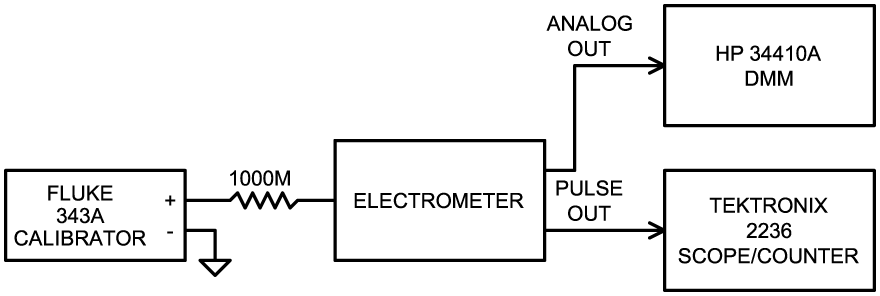 ANALOG
OUT
HP 34410A
DMM
FLUKE
343A
CALIBRATOR
+
-
1000M
ELECTROMETER
PULSE
OUT
TEKTRONIX
2236
SCOPE/COUNTER